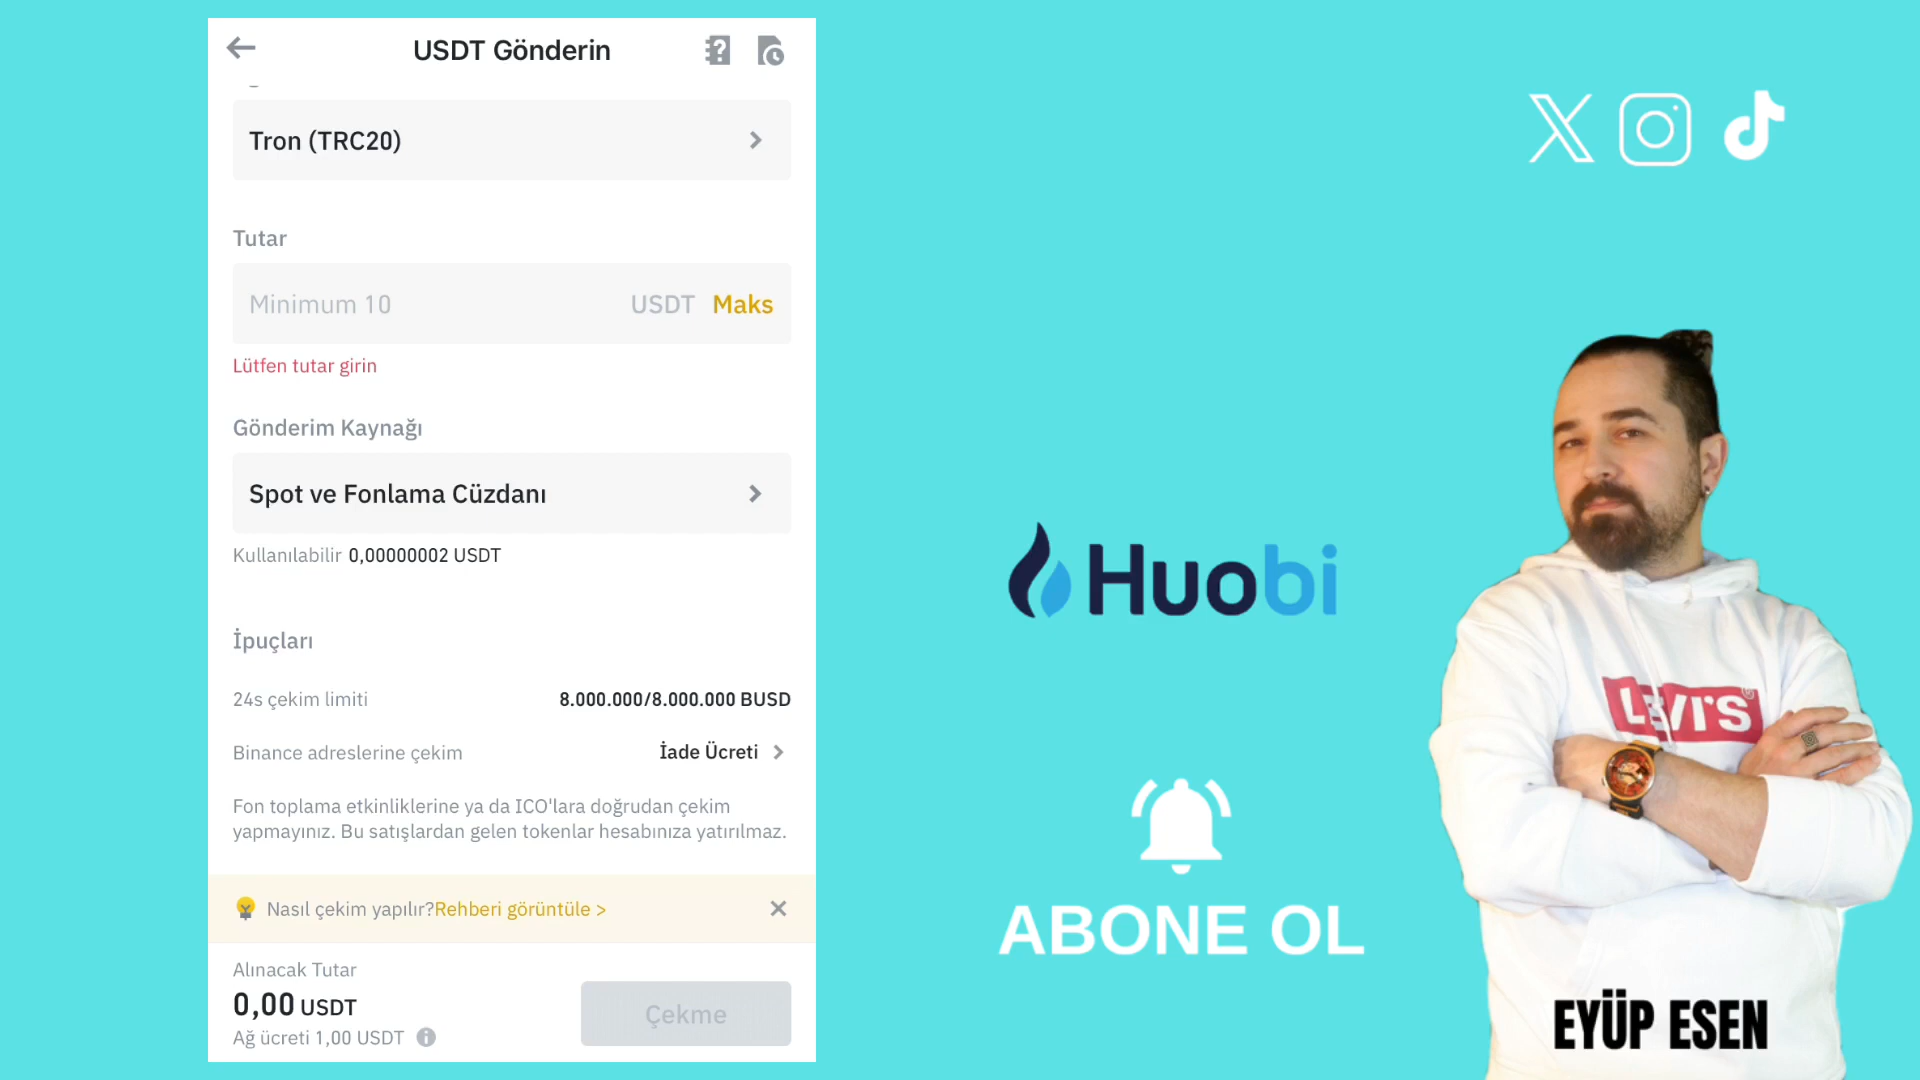 USDT Gönderin
Tron (TRC20)
Tutar
Minimum 10 USDT Maks
Lütfen tutar girin
Gönderim Kaynağı
Spot ve Fonlama Cüzdanı
Kullanılabilir 0,00000002 USDT
İpuçları
24s çekim limiti 8.000.000/8.000.000 BUSD
Binance adreslerine çekim İade Ücreti
Fon toplama etkinliklerine ya da ICO'lara doğrudan çekim
yapmayınız. Bu satışlardan gelen tokenlar hesabınıza yatırılmaz.
Nasıl çekim yapılır?Rehberi görüntüle >
Alınacak Tutar
0,00 USDT
Ağ ücreti 1,00 USDT
Çekme
Huobi
ABONE OL
LEVI'S®
EYÜP ESEN